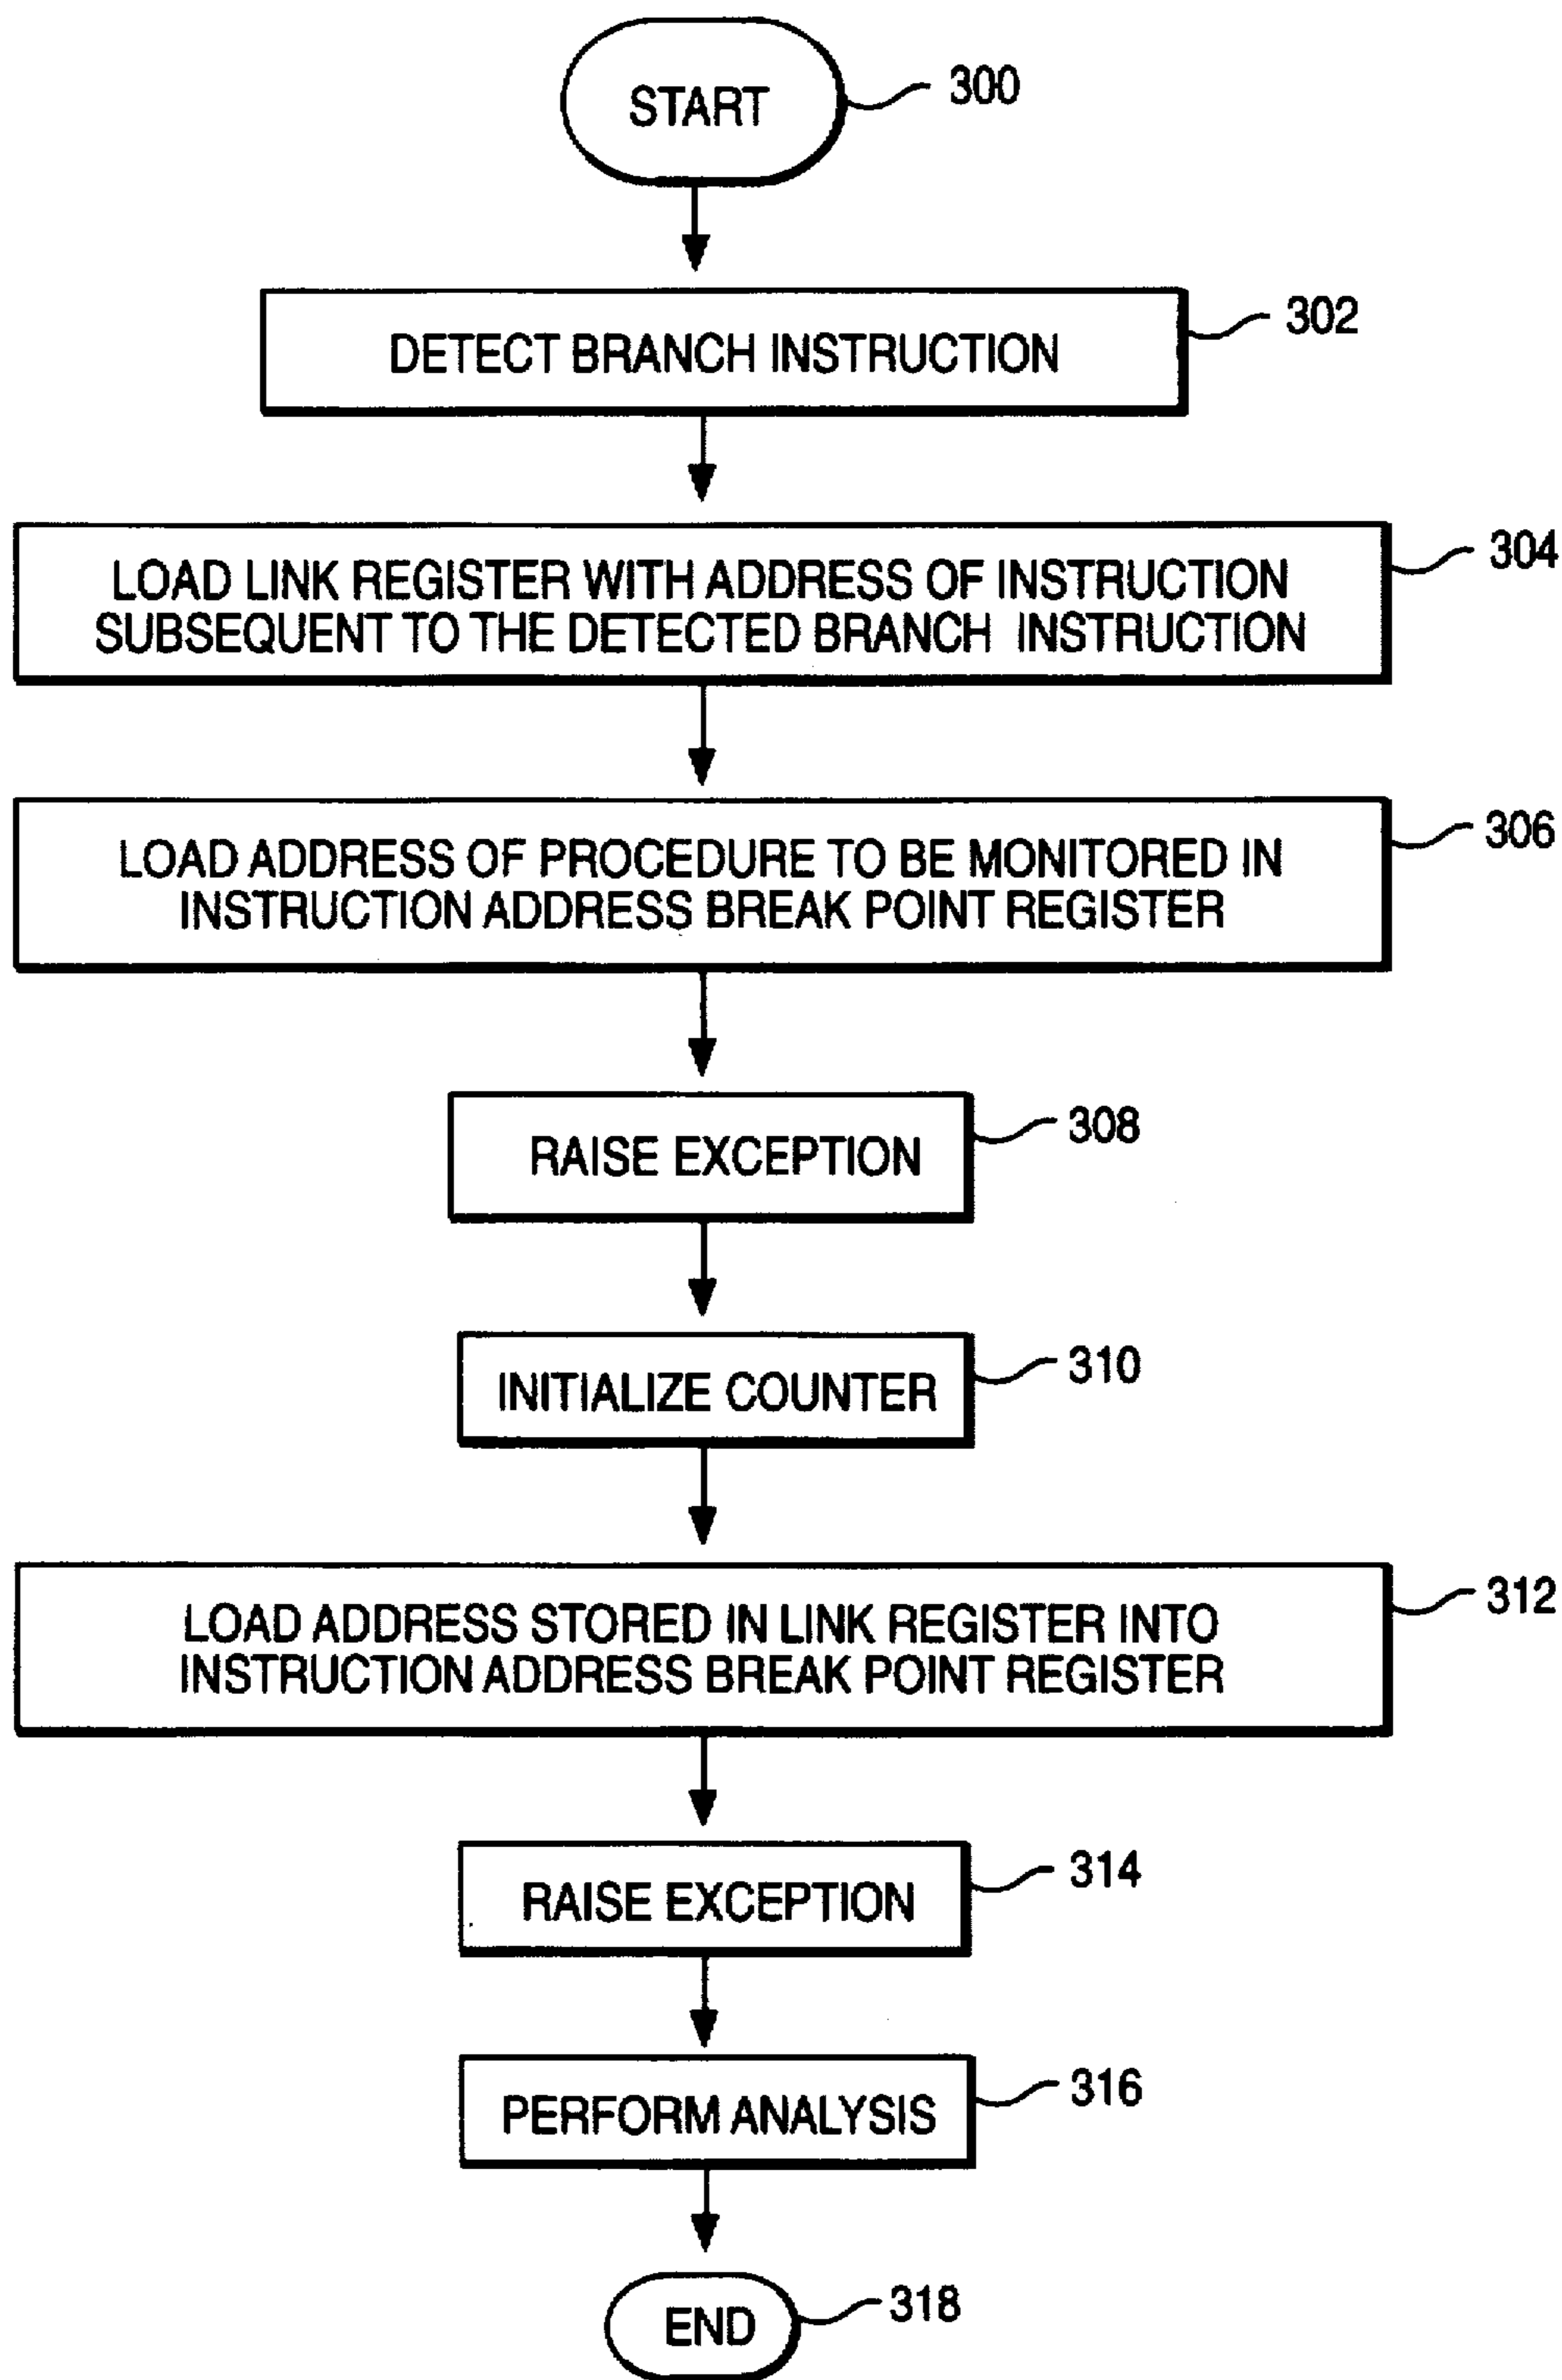 START
300
DETECT BRANCH INSTRUCTION
302
LOAD LINK REGISTER WITH ADDRESS OF INSTRUCTION
SUBSEQUENT TO THE DETECTED BRANCH INSTRUCTION
304
LOAD ADDRESS OF PROCEDURE TO BE MONITORED IN
INSTRUCTION ADDRESS BREAK POINT REGISTER
306
RAISE EXCEPTION
308
INITIALIZE COUNTER
310
LOAD ADDRESS STORED IN LINK REGISTER INTO
INSTRUCTION ADDRESS BREAK POINT REGISTER
312
RAISE EXCEPTION
314
PERFORM ANALYSIS
316
END
318